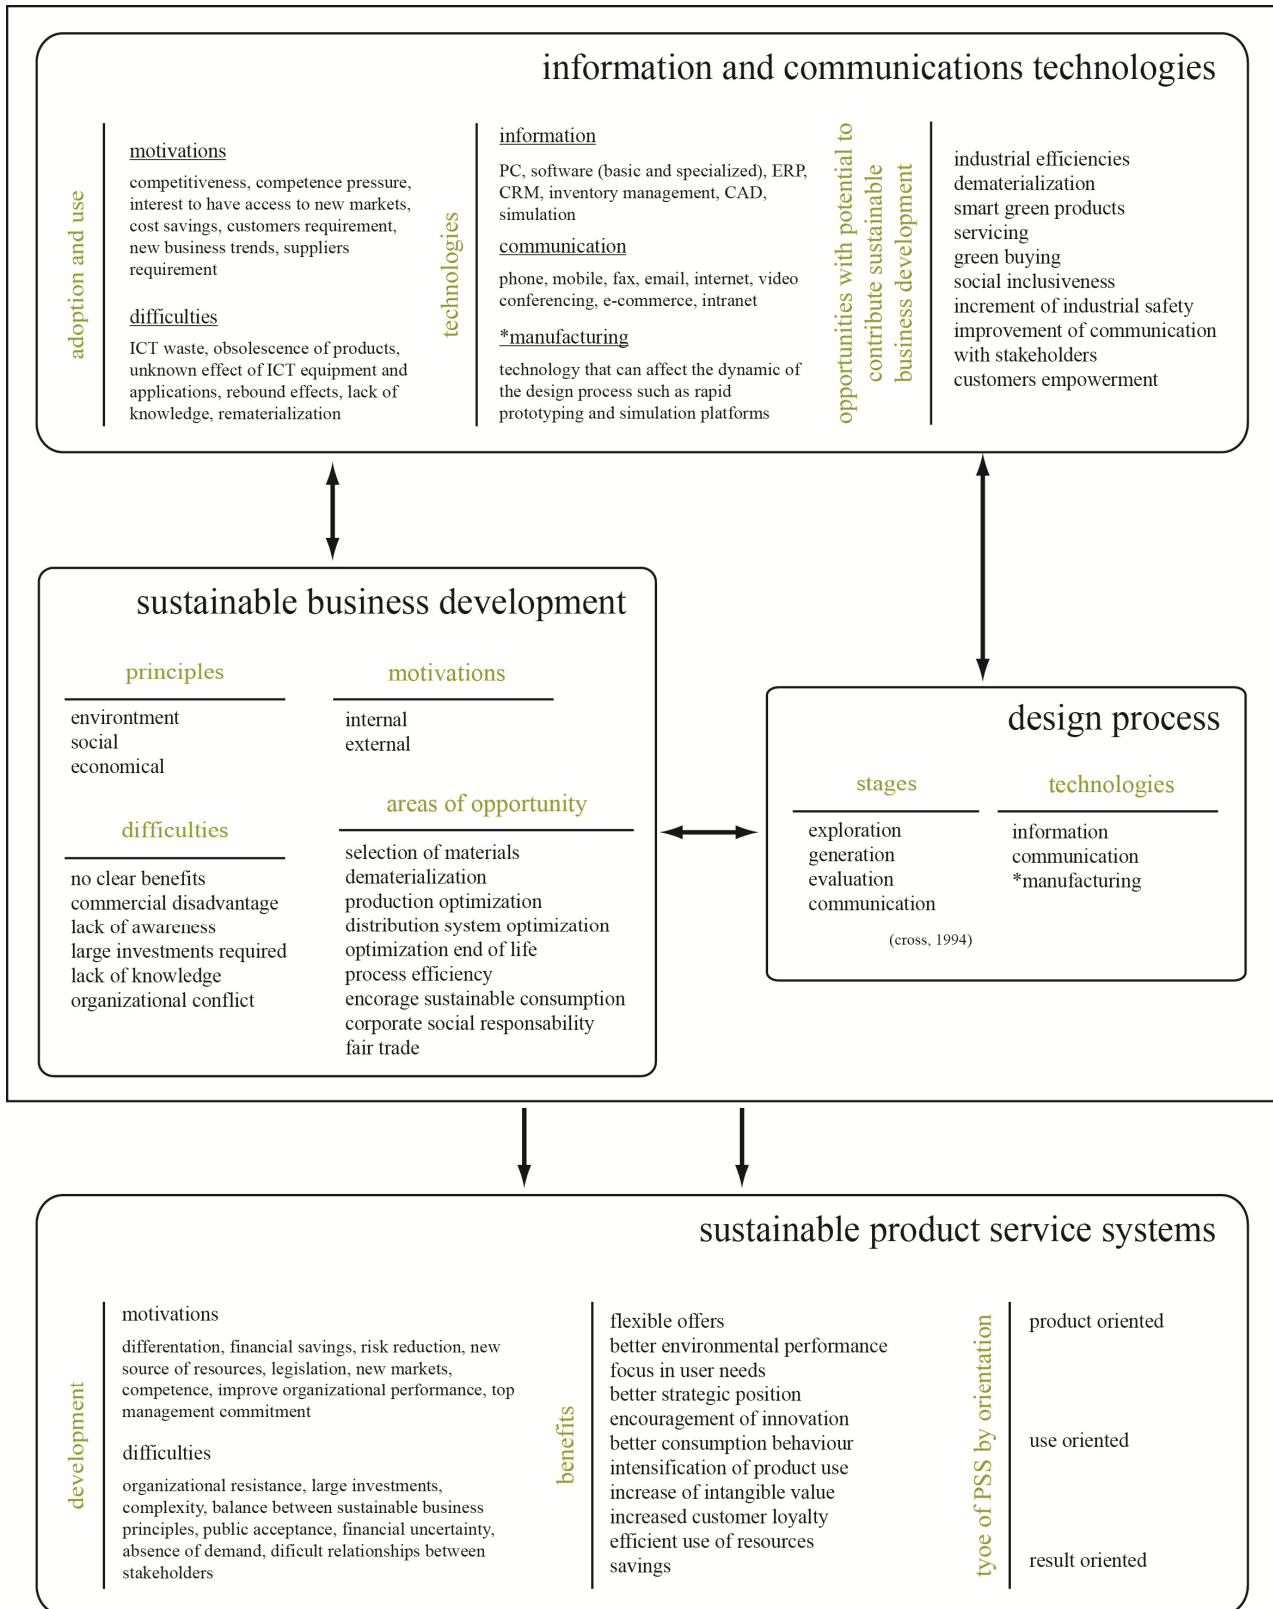 information and communications technologies
adoption and use
motivations
competitiveness, competence pressure,
interest to have access to new markets,
cost savings, customers requirement,
new business trends, suppliers
requirement
difficulties
ICT waste, obsolescence of products,
unknown effect of ICT equipment and
applications, rebound effects, lack of
knowledge, rematerialization
technologies
information
PC, software (basic and specialized), ERP,
CRM, inventory management, CAD,
simulation
communication
phone, mobile, fax, email, internet, video
conferencing, e-commerce, intranet
*manufacturing
technology that can affect the dynamic of
the design process such as rapid
prototyping and simulation platforms
opportunities with potential to
contribute sustainable
business development
industrial efficiencies
dematerialization
smart green products
servicing
green buying
social inclusiveness
increment of industrial safety
improvement of communication
with stakeholders
customers empowerment
sustainable business development
principles
environtment
social
economical
motivations
internal
external
difficulties
no clear benefits
commercial disadvantage
lack of awareness
large investments required
lack of knowledge
organizational conflict
areas of opportunity
selection of materials
dematerialization
production optimization
distribution system optimization
optimization end of life
process efficiency
encorage sustainable consumption
corporate social responsability
fair trade
design process
stages
exploration
generation
evaluation
communication
(cross, 1994)
technologies
information
communication
*manufacturing
sustainable product service systems
development
motivations
differentation, financial savings, risk reduction, new
source of resources, legislation, new markets,
competence, improve organizational performance, top
management commitment
difficulties
organizational resistance, large investments,
complexity, balance between sustainable business
principles, public acceptance, financial uncertainty,
absence of demand, dificult relationships between
stakeholders
benefits
flexible offers
better environmental performance
focus in user needs
better strategic position
encouragement of innovation
better consumption behaviour
intensification of product use
increase of intangible value
increased customer loyalty
efficient use of resources
savings
tyoe of PSS by orientation
product oriented
use oriented
result oriented